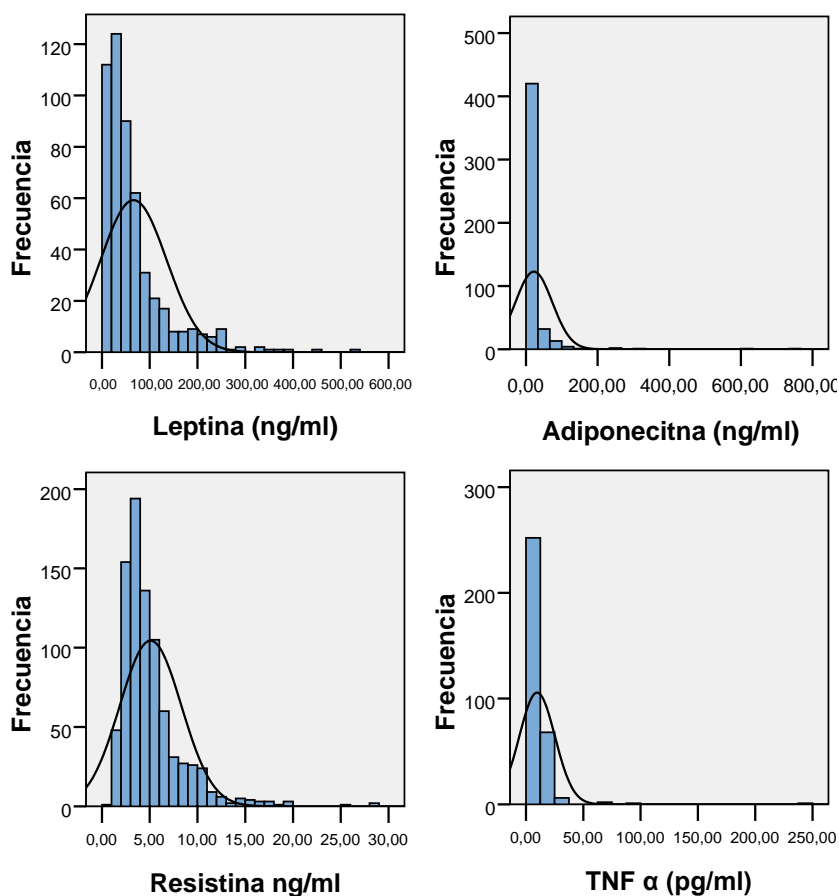 120
100
80
60
40
20
0
Frecuencia
0,00 100,00 200,00 300,00 400,00 500,00 600,00
Leptina (ng/ml)
500
400
300
200
100
0
Frecuencia
0,00 200,00 400,00 600,00 800,00
Adiponecitna (ng/ml)
200
150
100
50
0
Frecuencia
0,00 5,00 10,00 15,00 20,00 25,00 30,00
Resistina ng/ml
300
200
100
0
Frecuencia
0,00 50,00 100,00 150,00 200,00 250,00
TNF α (pg/ml)